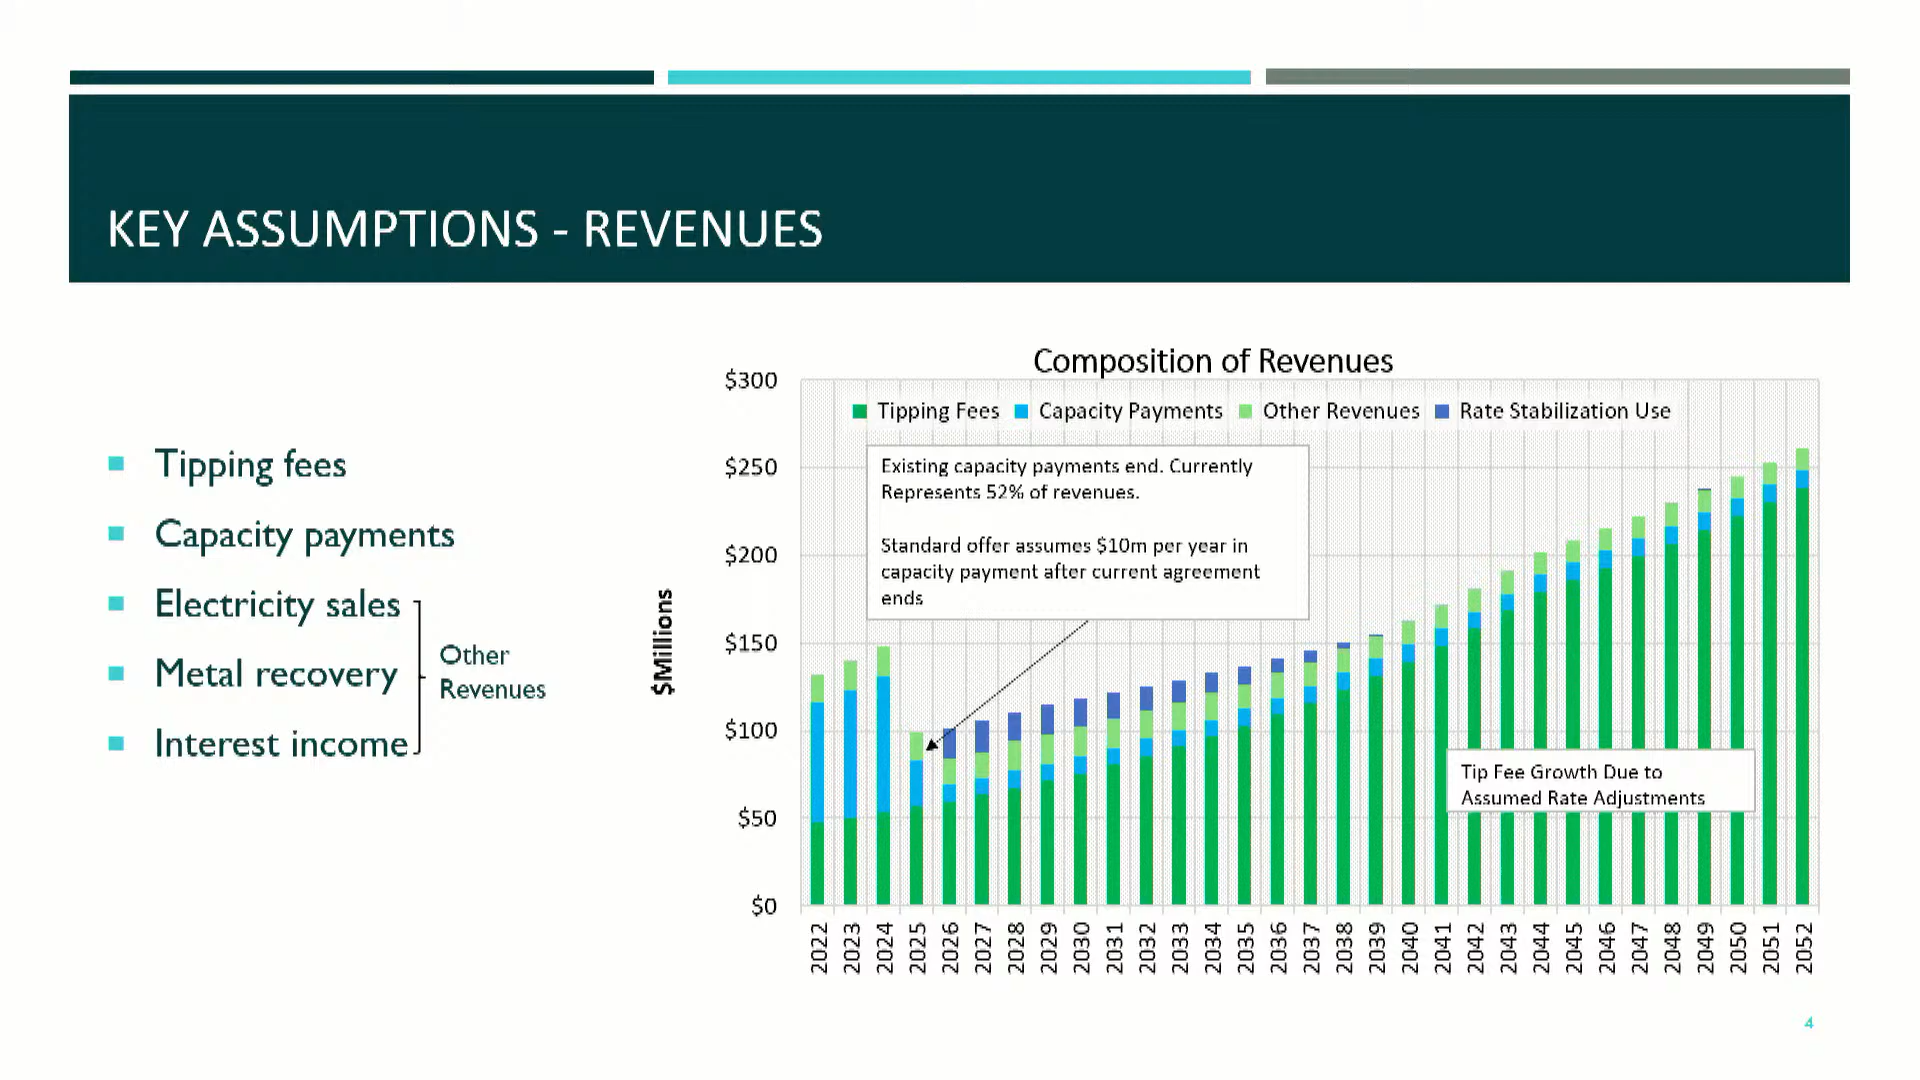 KEY ASSUMPTIONS - REVENUES
Tipping fees
Capacity payments
Electricity sales
Metal recovery
Interest income
Other
Revenues
Composition of Revenues
Tipping Fees
Capacity Payments
Other Revenues
Rate Stabilization Use
$Millions
$300
$250
$200
$150
$100
$50
$0
Existing capacity payments end. Currently
Represents 52% of revenues.
Standard offer assumes $10m per year in
capacity payment after current agreement
ends
Tip Fee Growth Due to
Assumed Rate Adjustments
2022
2023
2024
2025
2026
2027
2028
2029
2030
2031
2032
2033
2034
2035
2036
2037
2038
2039
2040
2041
2042
2043
2044
2045
2046
2047
2048
2049
2050
2051
2052
4